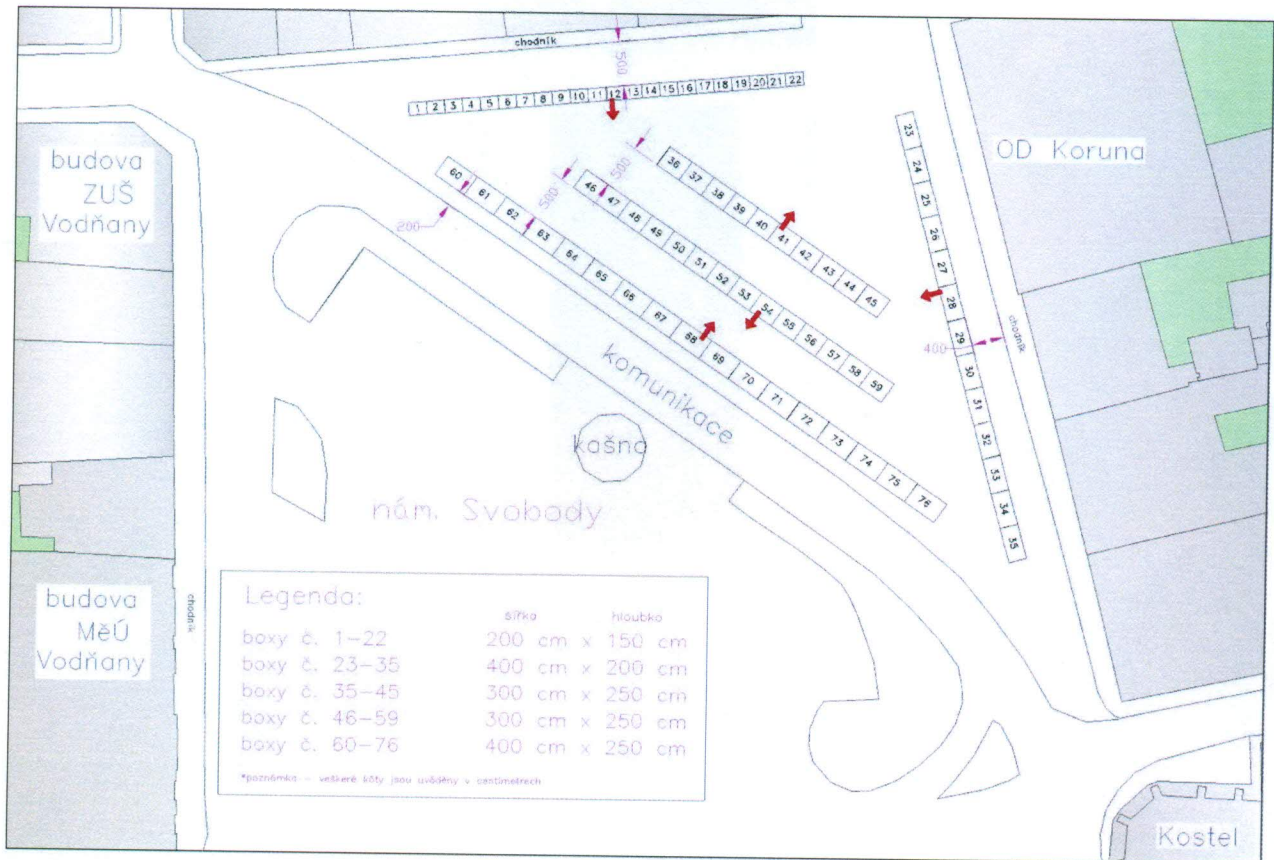 chodník
500
1 2 3 4 5 6 7 8 9 10 11 12 13 14 15 16 17 18 19 20 21 22
budova
ZUŠ
Vodňany
OD Koruna
23
24
25
26
27
28
29
30
31
32
33
34
35
chodník
400
500
36 37 38 39 40 41 42 43 44 45
500
46 47 48 49 50 51 52 53 54 55 56 57 58 59
200
60 61 62 63 64 65 66 67 68 69 70 71 72 73 74 75 76
komunikace
kašna
nám. Svobody
budova
MěÚ
Vodňany
chodník
Legenda:
šířka hloubka
boxy č. 1-22 200 cm x 150 cm
boxy č. 23-35 400 cm x 200 cm
boxy č. 35-45 300 cm x 250 cm
boxy č. 46-59 300 cm x 250 cm
boxy č. 60-76 400 cm x 250 cm
*poznámka - veškeré kóty jsou uváděny v centimetrech
Kostel